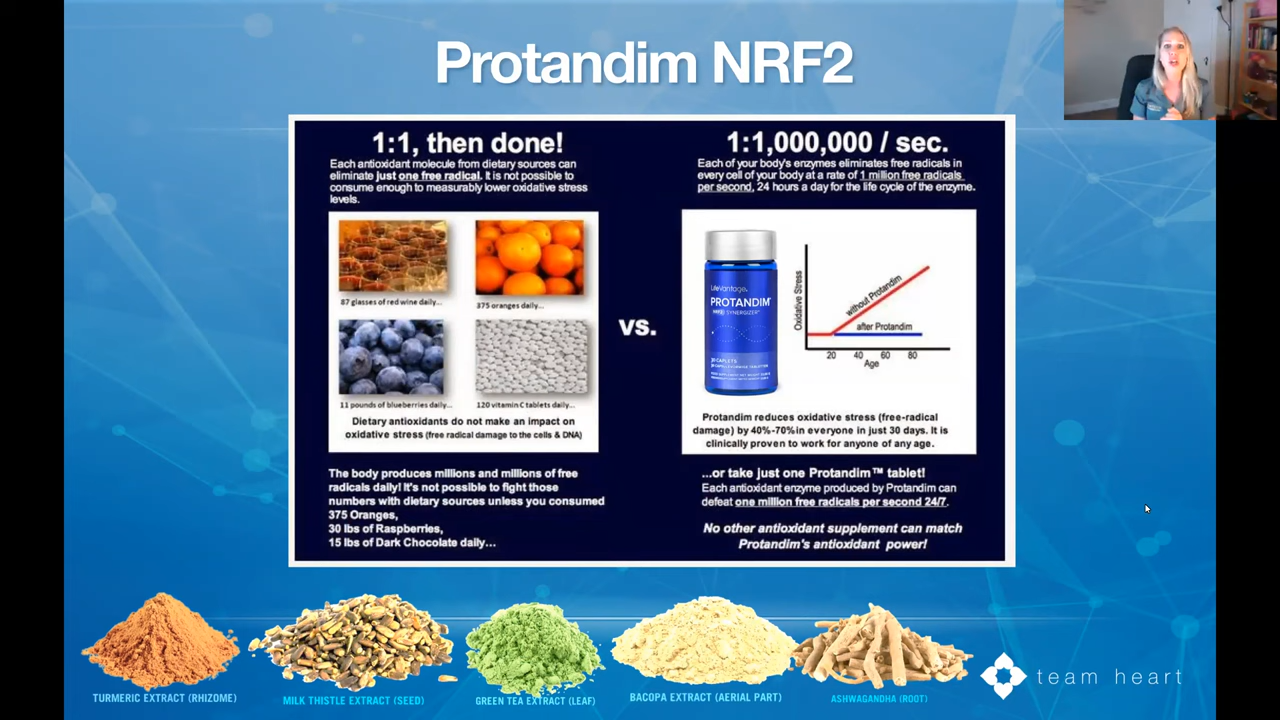 Protandim NRF2
1:1, then done!
Each antioxidant molecule from dietary sources can
eliminate just one free radical. It is not possible to
consume enough to measurably lower oxidative stress
levels.
87 glasses of red wine daily...
375 oranges daily...
11 pounds of blueberries daily...
120 vitamin C tablets daily...
Dietary antioxidants do not make an impact on
oxidative stress (free radical damage to the cells & DNA)
The body produces millions and millions of free
radicals daily! It's not possible to fight those
numbers with dietary sources unless you consumed
375 Oranges,
30 lbs of Raspberries,
15 lbs of Dark Chocolate daily...
vs.
1:1,000,000 / sec.
Each of your body's enzymes eliminates free radicals in
every cell of your body at a rate of 1 million free radicals
per second, 24 hours a day for the life cycle of the enzyme.
LifeVantage
PROTANDIM
NRF2 SYNERGIZER
30 CAPLETS
Oxidative Stress
without Protandim
after Protandim
20 40 60 80
Age
Protandim reduces oxidative stress (free-radical
damage) by 40%-70% in everyone in just 30 days. It is
clinically proven to work for anyone of any age.
...or take just one Protandim™ tablet!
Each antioxidant enzyme produced by Protandim can
defeat one million free radicals per second 24/7.
No other antioxidant supplement can match
Protandim's antioxidant power!
TURMERIC EXTRACT (RHIZOME)
MILK THISTLE EXTRACT (SEED)
GREEN TEA EXTRACT (LEAF)
BACOPA EXTRACT (AERIAL PART)
ASHWAGANDHA (ROOT)
team heart